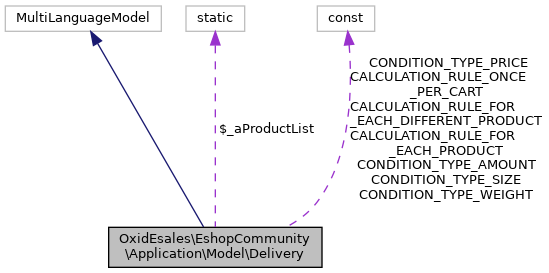 MultiLanguageModel
static
const
$_aProductList
CONDITION_TYPE_PRICE
CALCULATION_RULE_ONCE
_PER_CART
CALCULATION_RULE_FOR
_EACH_DIFFERENT_PRODUCT
CALCULATION_RULE_FOR
_EACH_PRODUCT
CONDITION_TYPE_AMOUNT
CONDITION_TYPE_SIZE
CONDITION_TYPE_WEIGHT
OxidEsales\EshopCommunity
\Application\Model\Delivery